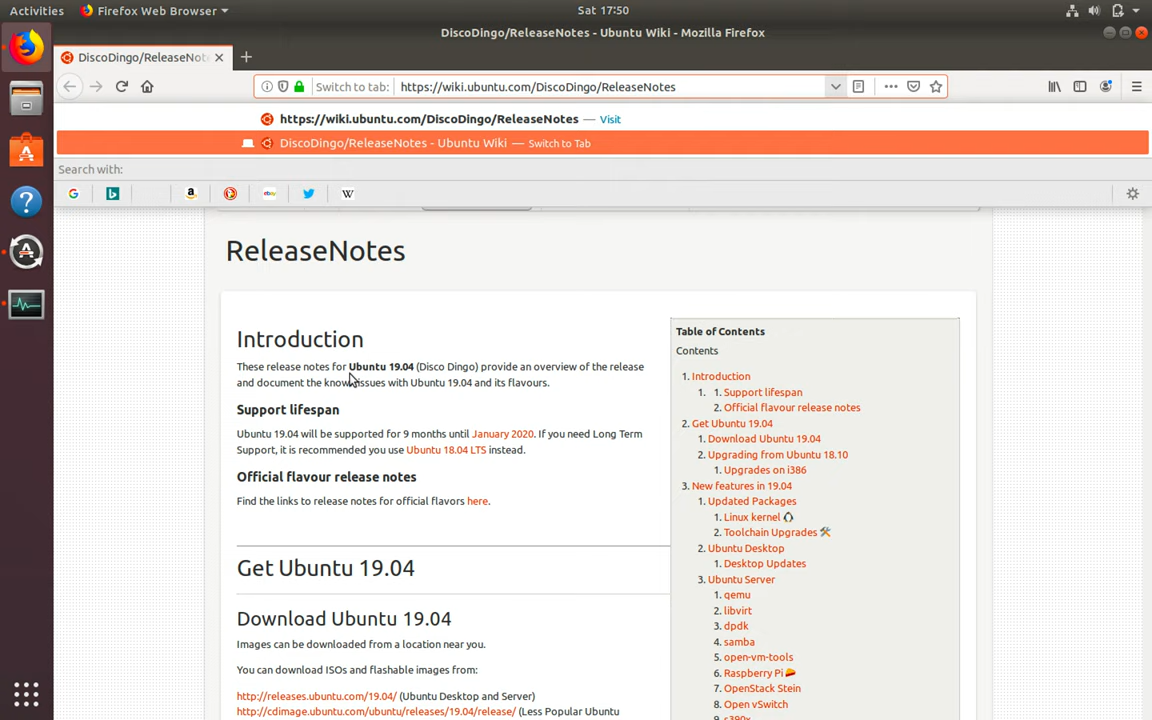 Activities Firefox Web Browser Sat 17:50
DiscoDingo/ReleaseNotes - Ubuntu Wiki - Mozilla Firefox
DiscoDingo/ReleaseNote
Switch to tab: https://wiki.ubuntu.com/DiscoDingo/ReleaseNotes
https://wiki.ubuntu.com/DiscoDingo/ReleaseNotes — Visit
DiscoDingo/ReleaseNotes - Ubuntu Wiki — Switch to Tab
Search with:
ReleaseNotes
Introduction
These release notes for Ubuntu 19.04 (Disco Dingo) provide an overview of the release
and document the known issues with Ubuntu 19.04 and its flavours.
Support lifespan
Ubuntu 19.04 will be supported for 9 months until January 2020. If you need Long Term
Support, it is recommended you use Ubuntu 18.04 LTS instead.
Official flavour release notes
Find the links to release notes for official flavors here.
Get Ubuntu 19.04
Download Ubuntu 19.04
Images can be downloaded from a location near you.
You can download ISOs and flashable images from:
http://releases.ubuntu.com/19.04/ (Ubuntu Desktop and Server)
http://cdimage.ubuntu.com/ubuntu/releases/19.04/release/ (Less Popular Ubuntu
Table of Contents
Contents
1. Introduction
1. 1. Support lifespan
2. Official flavour release notes
2. Get Ubuntu 19.04
1. Download Ubuntu 19.04
2. Upgrading from Ubuntu 18.10
1. Upgrades on i386
3. New features in 19.04
1. Updated Packages
1. Linux kernel
2. Toolchain Upgrades
2. Ubuntu Desktop
1. Desktop Updates
3. Ubuntu Server
1. qemu
2. libvirt
3. dpdk
4. samba
5. open-vm-tools
6. Raspberry Pi
7. OpenStack Stein
8. Open vSwitch
9. s390x